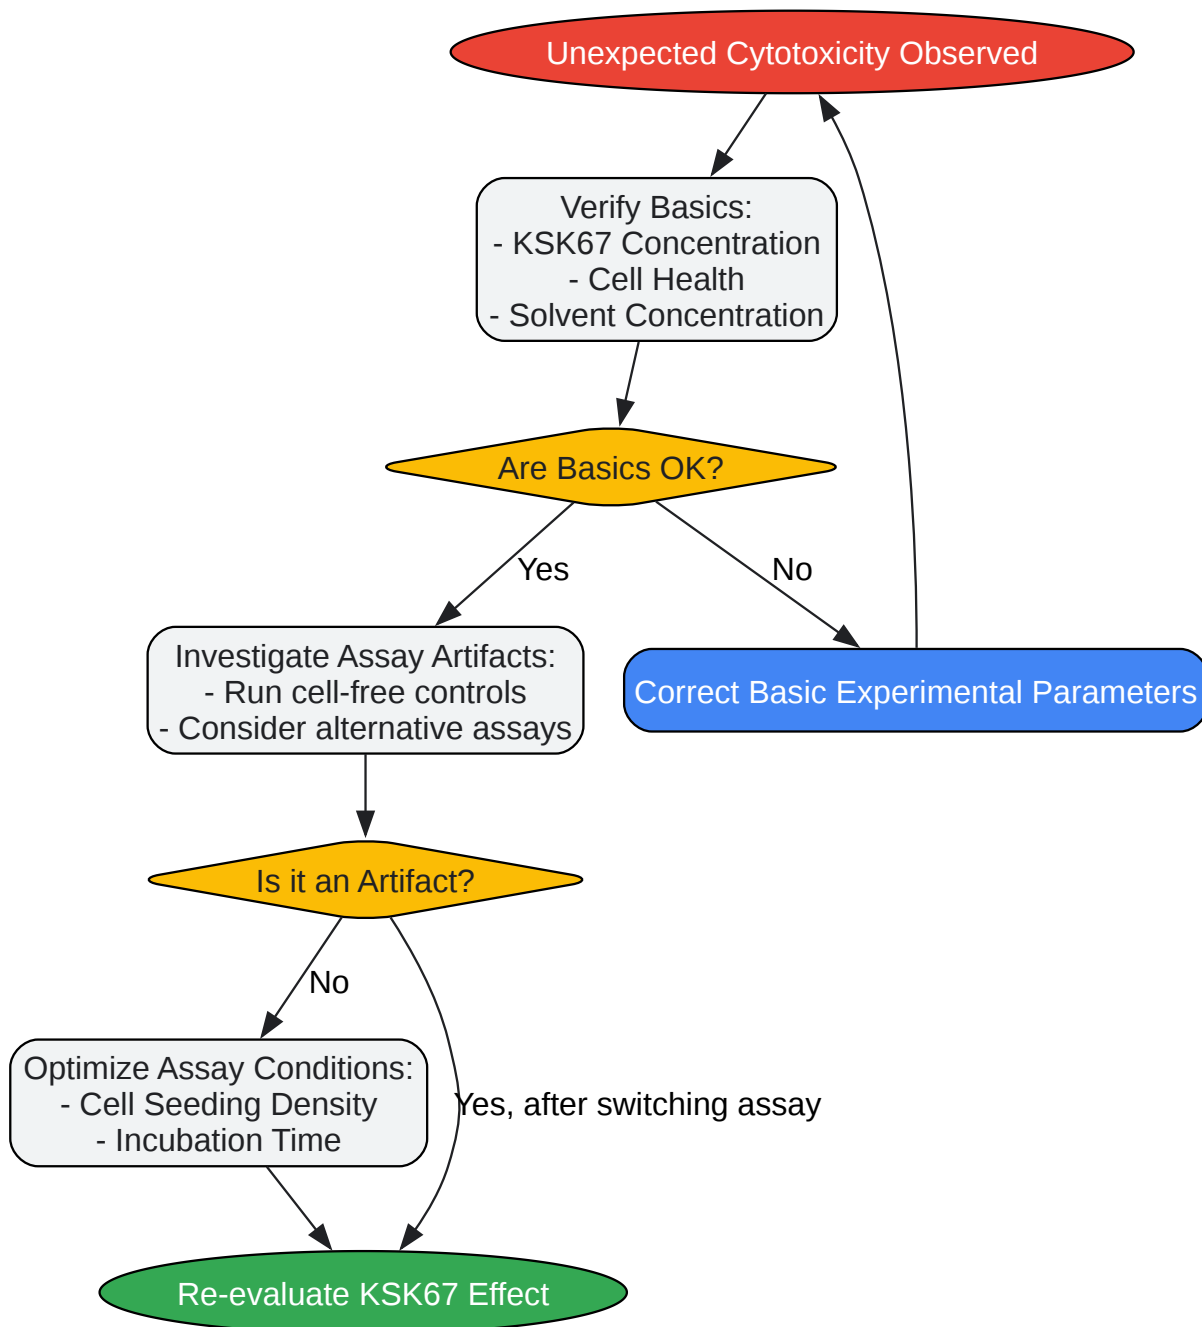 Unexpected Cytotoxicity Observed
Verify Basics:
- KSK67 Concentration
- Cell Health
- Solvent Concentration
Are Basics OK?
Yes
No
Investigate Assay Artifacts:
- Run cell-free controls
- Consider alternative assays
Correct Basic Experimental Parameters
Is it an Artifact?
No
Optimize Assay Conditions:
- Cell Seeding Density
- Incubation Time
Yes, after switching assay
Re-evaluate KSK67 Effect